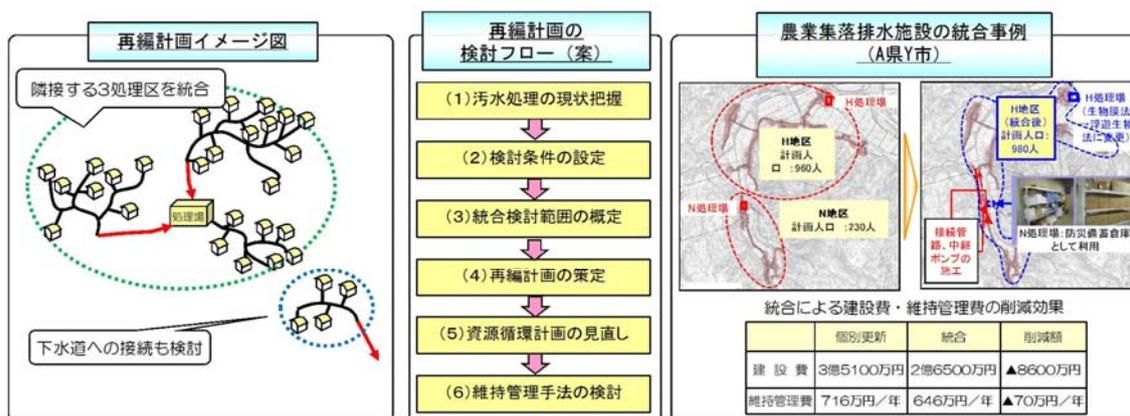 再編計画イメージ図
隣接する3処理区を統合
処理場
下水道への接続も検討
再編計画の
検討フロー（案）
（1）汚水処理の現状把握
（2）検討条件の設定
（3）統合検討範囲の概定
（4）再編計画の策定
（5）資源循環計画の見直し
（6）維持管理手法の検討
農業集落排水施設の統合事例
（A県Y市）
H処理場
H地区
計画人
口：960人
N処理場
N地区
計画人口：230人
H地区
（統合後）
計画人口：
980人
H処理場
（生物膜法
→浮遊生物
法に変更）
接続管
路、中継
ポンプの
施工
N処理場：防災備蓄倉庫
として利用
統合による建設費・維持管理費の削減効果
個別更新 統合 削減額
建設費 3億5100万円 2億6500万円 ▲8600万円
維持管理費 716万円／年 646万円／年 ▲70万円／年